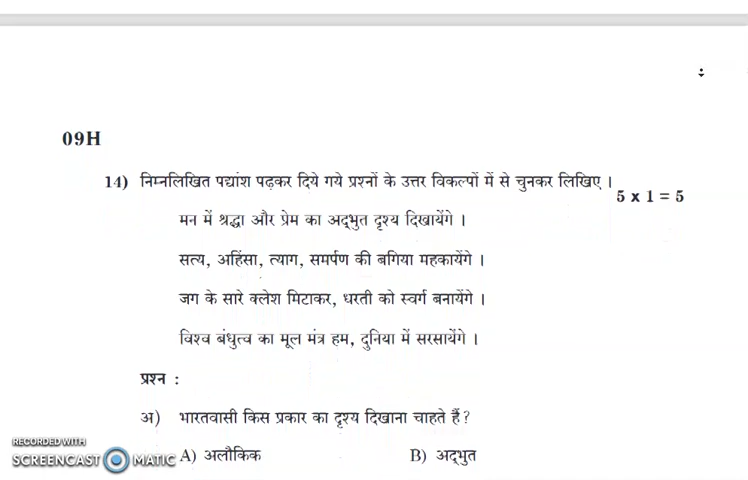 09H
14) निम्नलिखित पद्यांश पढ़कर दिये गये प्रश्नों के उत्तर विकल्पों में से चुनकर लिखिए।
5 x 1 = 5
मन में श्रद्धा और प्रेम का अद्भुत दृश्य दिखायेंगे।
सत्य, अहिंसा, त्याग, समर्पण की बगिया महकायेंगे।
जग के सारे क्लेश मिटाकर, धरती को स्वर्ग बनायेंगे।
विश्व बंधुत्व का मूल मंत्र हम, दुनिया में सरसायेंगे।
प्रश्न :
अ) भारतवासी किस प्रकार का दृश्य दिखाना चाहते हैं?
A) अलौकिक B) अद्भुत
RECORDED WITH
SCREENCAST MATIC